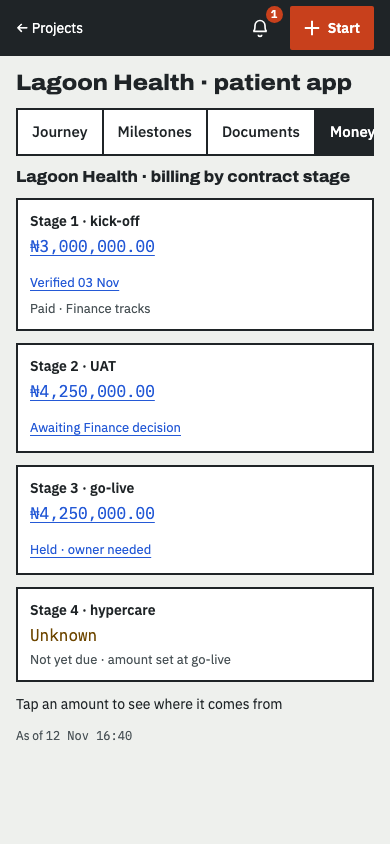 ← Projects
1
Start
Lagoon Health · patient app
Journey
Milestones
Documents
Money
Lagoon Health · billing by contract stage
Stage 1 · kick-off
₦3,000,000.00
Verified 03 Nov
Paid · Finance tracks
Stage 2 · UAT
₦4,250,000.00
Awaiting Finance decision
Stage 3 · go-live
₦4,250,000.00
Held · owner needed
Stage 4 · hypercare
Unknown
Not yet due · amount set at go-live
Tap an amount to see where it comes from
As of 12 Nov 16:40